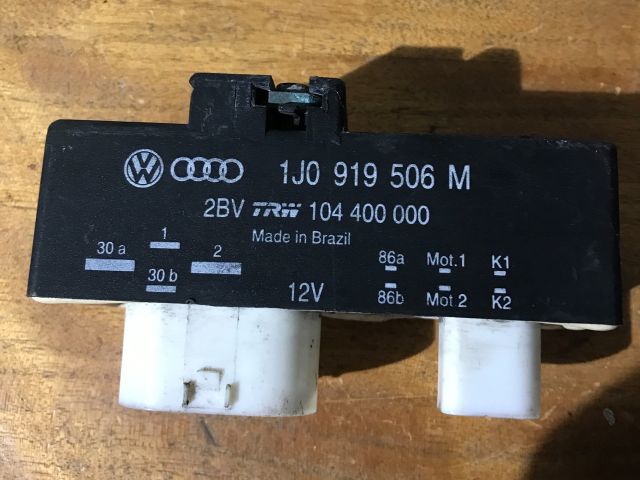 1J0 919 506 M
2BV TRW 104 400 000
Made in Brazil
30 a 1 2
30 b
12V
86a Mot.1 K1
86b Mot 2 K2